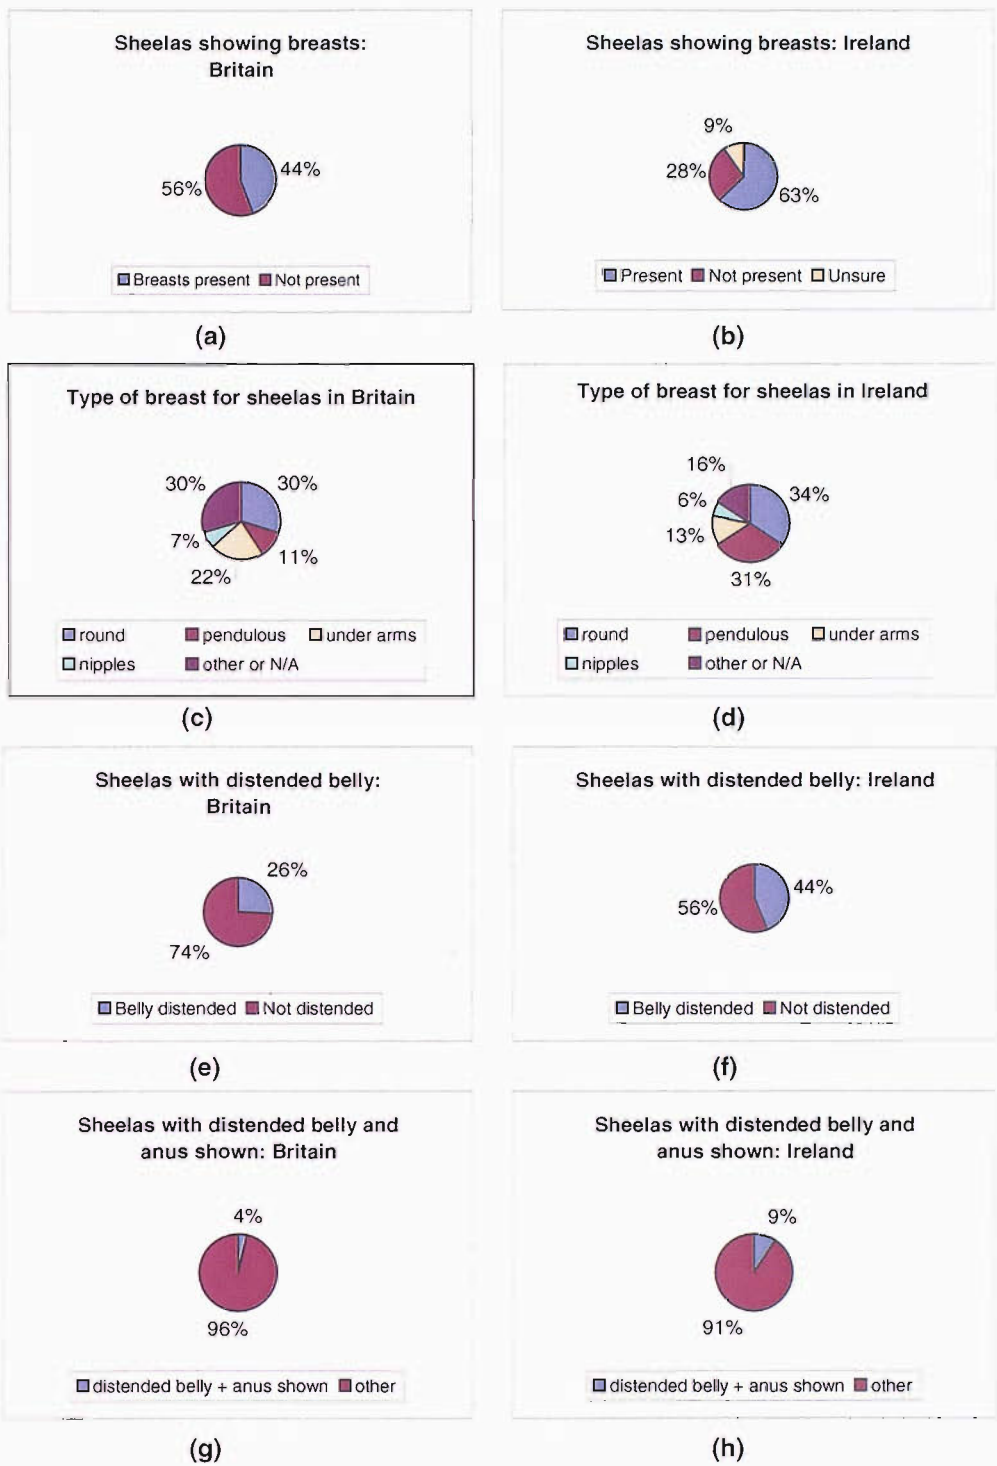 Sheelas showing breasts:
Britain
44%
56%
Breasts present Not present
(a)
Sheelas showing breasts: Ireland
9%
28%
63%
Present Not present Unsure
(b)
Type of breast for sheelas in Britain
30% 30%
7%
11%
22%
round pendulous under arms
nipples other or N/A
(c)
Type of breast for sheelas in Ireland
16%
6% 34%
13%
31%
round pendulous under arms
nipples other or N/A
(d)
Sheelas with distended belly:
Britain
26%
74%
Belly distended Not distended
(e)
Sheelas with distended belly: Ireland
44%
56%
Belly distended Not distended
(f)
Sheelas with distended belly and
anus shown: Britain
4%
96%
distended belly + anus shown other
(g)
Sheelas with distended belly and
anus shown: Ireland
9%
91%
distended belly + anus shown other
(h)